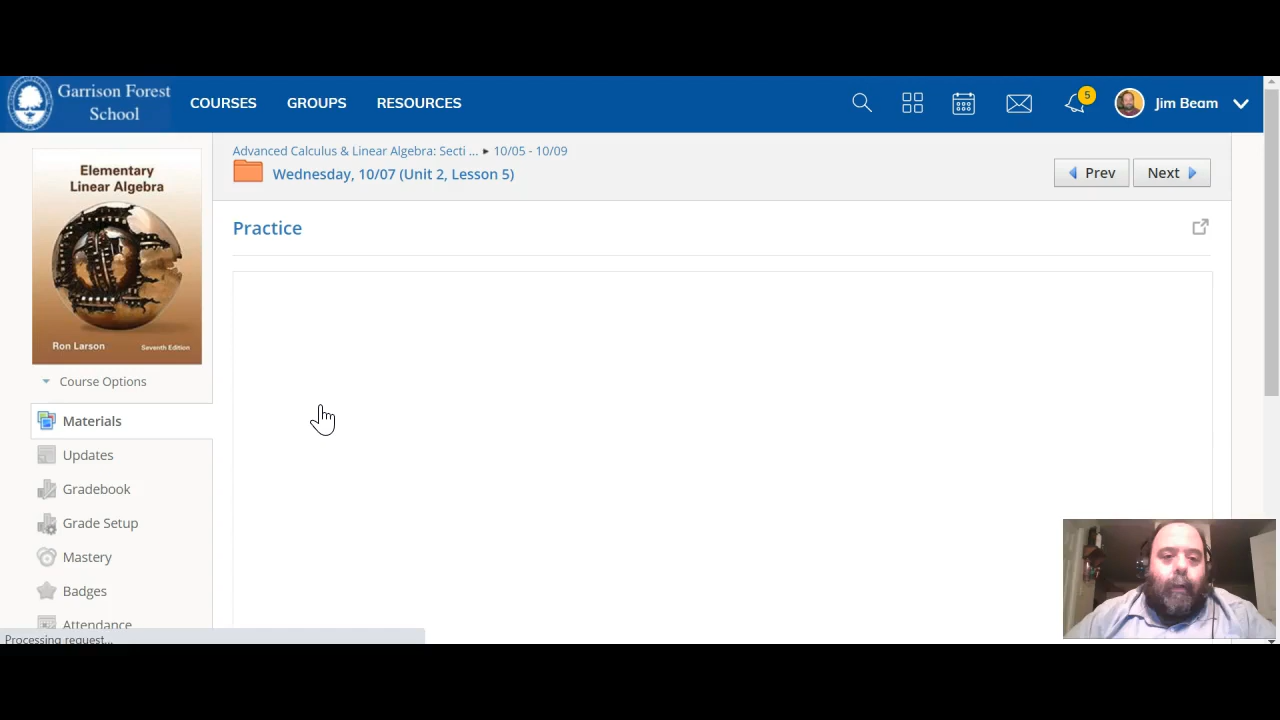 Garrison Forest
School
COURSES
GROUPS
RESOURCES
5
Jim Beam
Advanced Calculus & Linear Algebra: Secti ... ▸ 10/05 - 10/09
Wednesday, 10/07 (Unit 2, Lesson 5)
Prev
Next
Elementary
Linear Algebra
Ron Larson
Seventh Edition
Practice
Course Options
Materials
Updates
Gradebook
Grade Setup
Mastery
Badges
Attendance
Processing request...